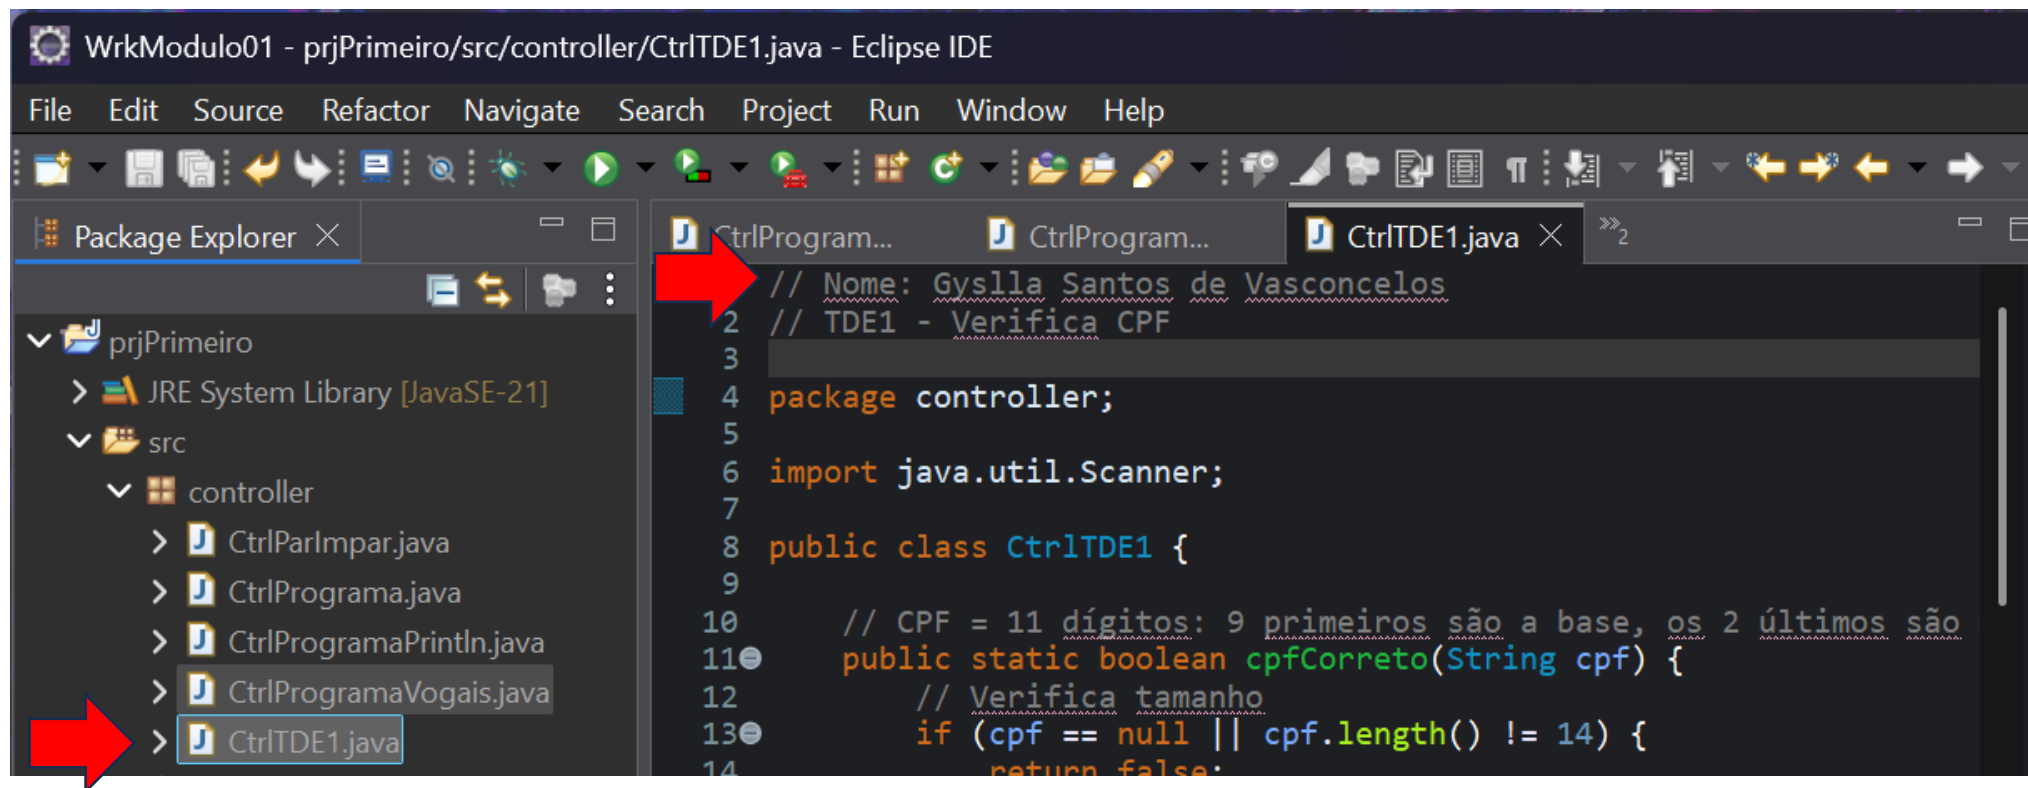 WrkModulo01 - prjPrimeiro/src/controller/CtrlTDE1.java - Eclipse IDE
File Edit Source Refactor Navigate Search Project Run Window Help
Package Explorer
CtrlProgram...
CtrlProgram...
CtrlTDE1.java
»2
prjPrimeiro
JRE System Library [JavaSE-21]
src
controller
CtrlParImpar.java
CtrlPrograma.java
CtrlProgramaPrintln.java
CtrlProgramaVogais.java
CtrlTDE1.java
// Nome: Gyslla Santos de Vasconcelos
2 // TDE1 - Verifica CPF
3
4 package controller;
5
6 import java.util.Scanner;
7
8 public class CtrlTDE1 {
9
10 // CPF = 11 dígitos: 9 primeiros são a base, os 2 últimos são
11 public static boolean cpfCorreto(String cpf) {
12 // Verifica tamanho
13 if (cpf == null || cpf.length() != 14) {
14 return false;